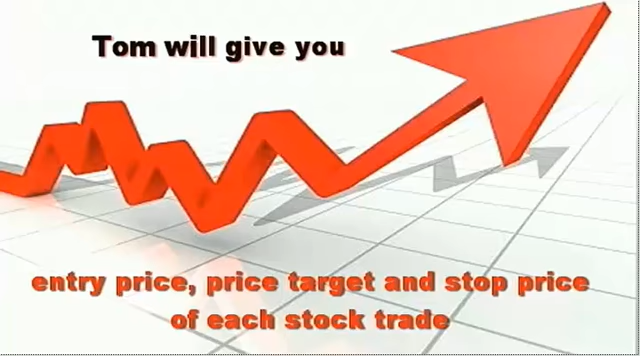 Tom will give you
entry price, price target and stop price
of each stock trade